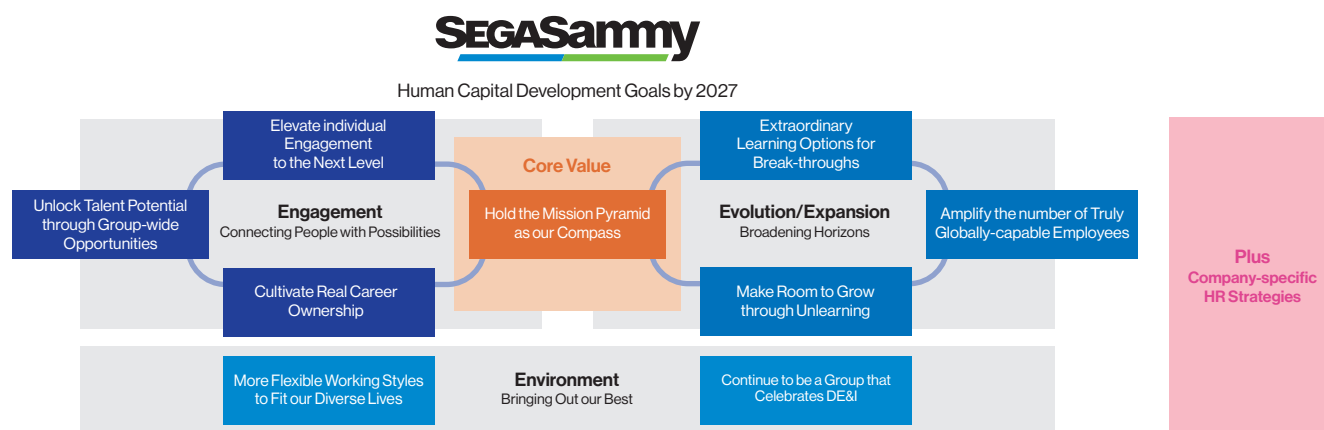 SEGASammy
Human Capital Development Goals by 2027
Elevate individual
Engagement
to the Next Level
Unlock Talent Potential
through Group-wide
Opportunities
Engagement
Connecting People with Possibilities
Cultivate Real Career
Ownership
Core Value
Hold the Mission Pyramid
as our Compass
Extraordinary
Learning Options for
Break-throughs
Evolution/Expansion
Broadening Horizons
Amplify the number of Truly
Globally-capable Employees
Make Room to Grow
through Unlearning
More Flexible Working Styles
to Fit our Diverse Lives
Environment
Bringing Out our Best
Continue to be a Group that
Celebrates DE&I
Plus
Company-specific
HR Strategies